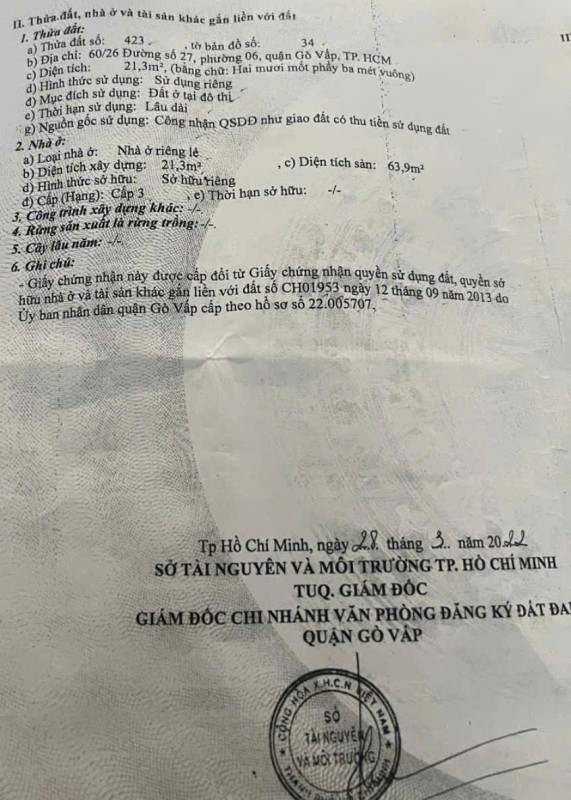 II. Thửa đất, nhà ở và tài sản khác gắn liền với đất
1. Thửa đất:
a) Thửa đất số: 423 , tờ bản đồ số: 34
b) Địa chỉ: 60/26 Đường số 27, phường 06, quận Gò Vấp, TP. HCM
c) Diện tích: 21,3m², (bằng chữ: Hai mươi mốt phẩy ba mét vuông)
d) Hình thức sử dụng: Sử dụng riêng
đ) Mục đích sử dụng: Đất ở tại đô thị
e) Thời hạn sử dụng: Lâu dài
g) Nguồn gốc sử dụng: Công nhận QSDĐ như giao đất có thu tiền sử dụng đất
2. Nhà ở:
a) Loại nhà ở: Nhà ở riêng lẻ
b) Diện tích xây dựng: 21,3m² , c) Diện tích sàn: 63,9m²
d) Hình thức sở hữu: Sở hữu riêng
đ) Cấp (Hạng): Cấp 3 , e) Thời hạn sở hữu: -/-
3. Công trình xây dựng khác: -/-.
4. Rừng sản xuất là rừng trồng: -/-.
5. Cây lâu năm: -/-.
6. Ghi chú:
- Giấy chứng nhận này được cấp đổi từ Giấy chứng nhận quyền sử dụng đất, quyền sở
hữu nhà ở và tài sản khác gắn liền với đất số CH01953 ngày 12 tháng 09 năm 2013 do
Ủy ban nhân dân quận Gò Vấp cấp theo hồ sơ số 22.005707.
Tp Hồ Chí Minh, ngày 28. tháng 3.. năm 2022
SỞ TÀI NGUYÊN VÀ MÔI TRƯỜNG TP. HỒ CHÍ MINH
TUQ. GIÁM ĐỐC
GIÁM ĐỐC CHI NHÁNH VĂN PHÒNG ĐĂNG KÝ ĐẤT ĐAI
QUẬN GÒ VẤP
CỘNG HÒA X.H.C.N VIỆT NAM
SỞ
TÀI NGUYÊN
VÀ MÔI TRƯỜNG